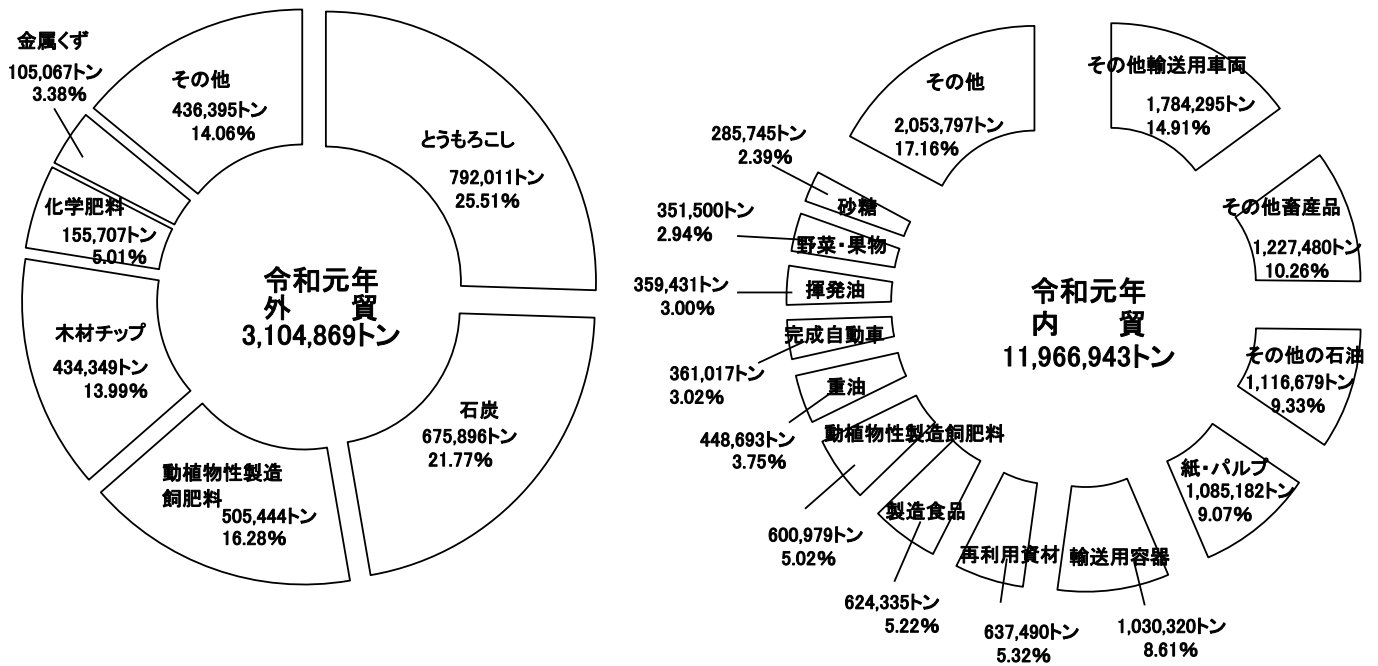 金属くず
105,067トン
3.38%
その他
436,395トン
14.06%
とうもろこし
792,011トン
25.51%
化学肥料
155,707トン
5.01%
令和元年
外　貿
3,104,869トン
木材チップ
434,349トン
13.99%
石炭
675,896トン
21.77%
動植物性製造
飼肥料
505,444トン
16.28%
その他
2,053,797トン
17.16%
その他輸送用車両
1,784,295トン
14.91%
285,745トン
2.39%
砂糖
その他畜産品
1,227,480トン
10.26%
351,500トン
2.94%
野菜・果物
359,431トン
3.00%
揮発油
令和元年
内　貿
11,966,943トン
完成自動車
361,017トン
3.02%
その他の石油
1,116,679トン
9.33%
重油
448,693トン
3.75%
動植物性製造飼肥料
600,979トン
5.02%
紙・パルプ
1,085,182トン
9.07%
製造食品
624,335トン
5.22%
再利用資材
637,490トン
5.32%
輸送用容器
1,030,320トン
8.61%